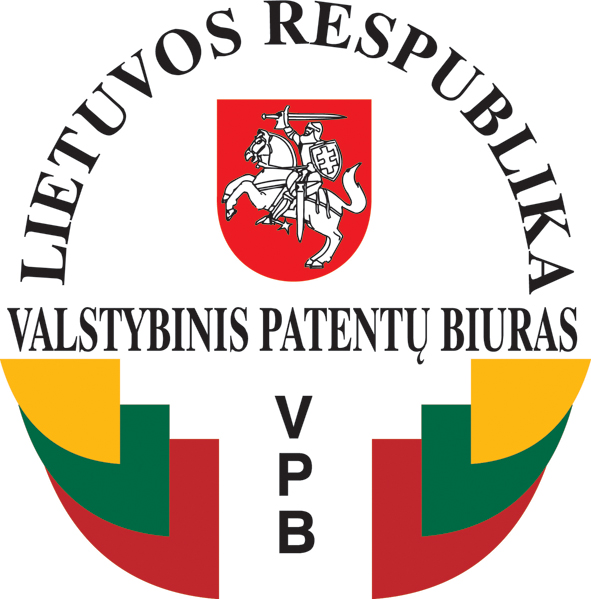 LIETUVOS RESPUBLIKA
VALSTYBINIS PATENTŲ BIURAS
V
P
B